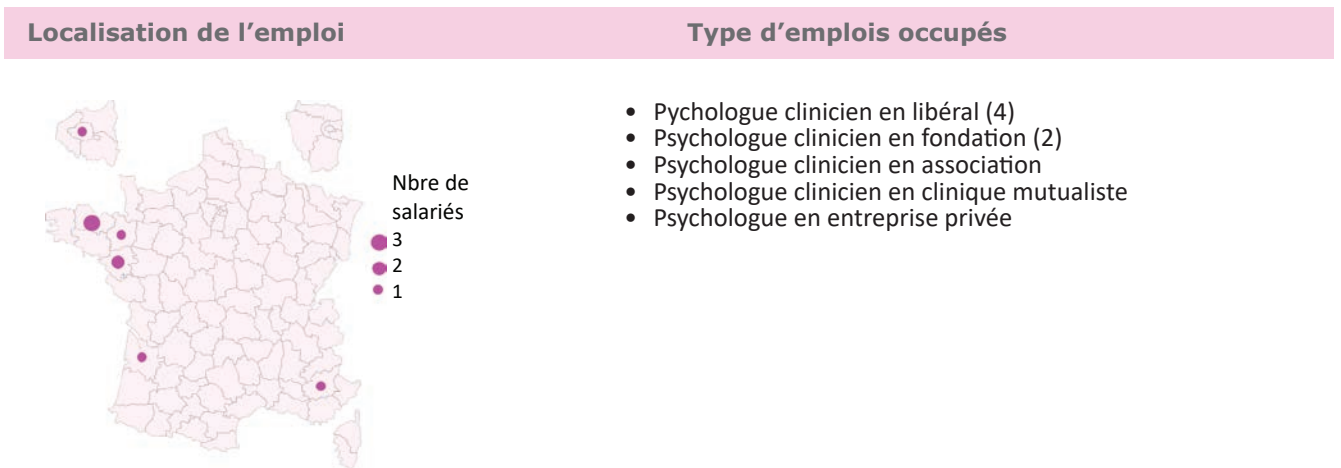 Localisation de l’emploi
Type d’emplois occupés
Nbre de
salariés
3
2
1
• Pychologue clinicien en libéral (4)
• Psychologue clinicien en fondation (2)
• Psychologue clinicien en association
• Psychologue clinicien en clinique mutualiste
• Psychologue en entreprise privée